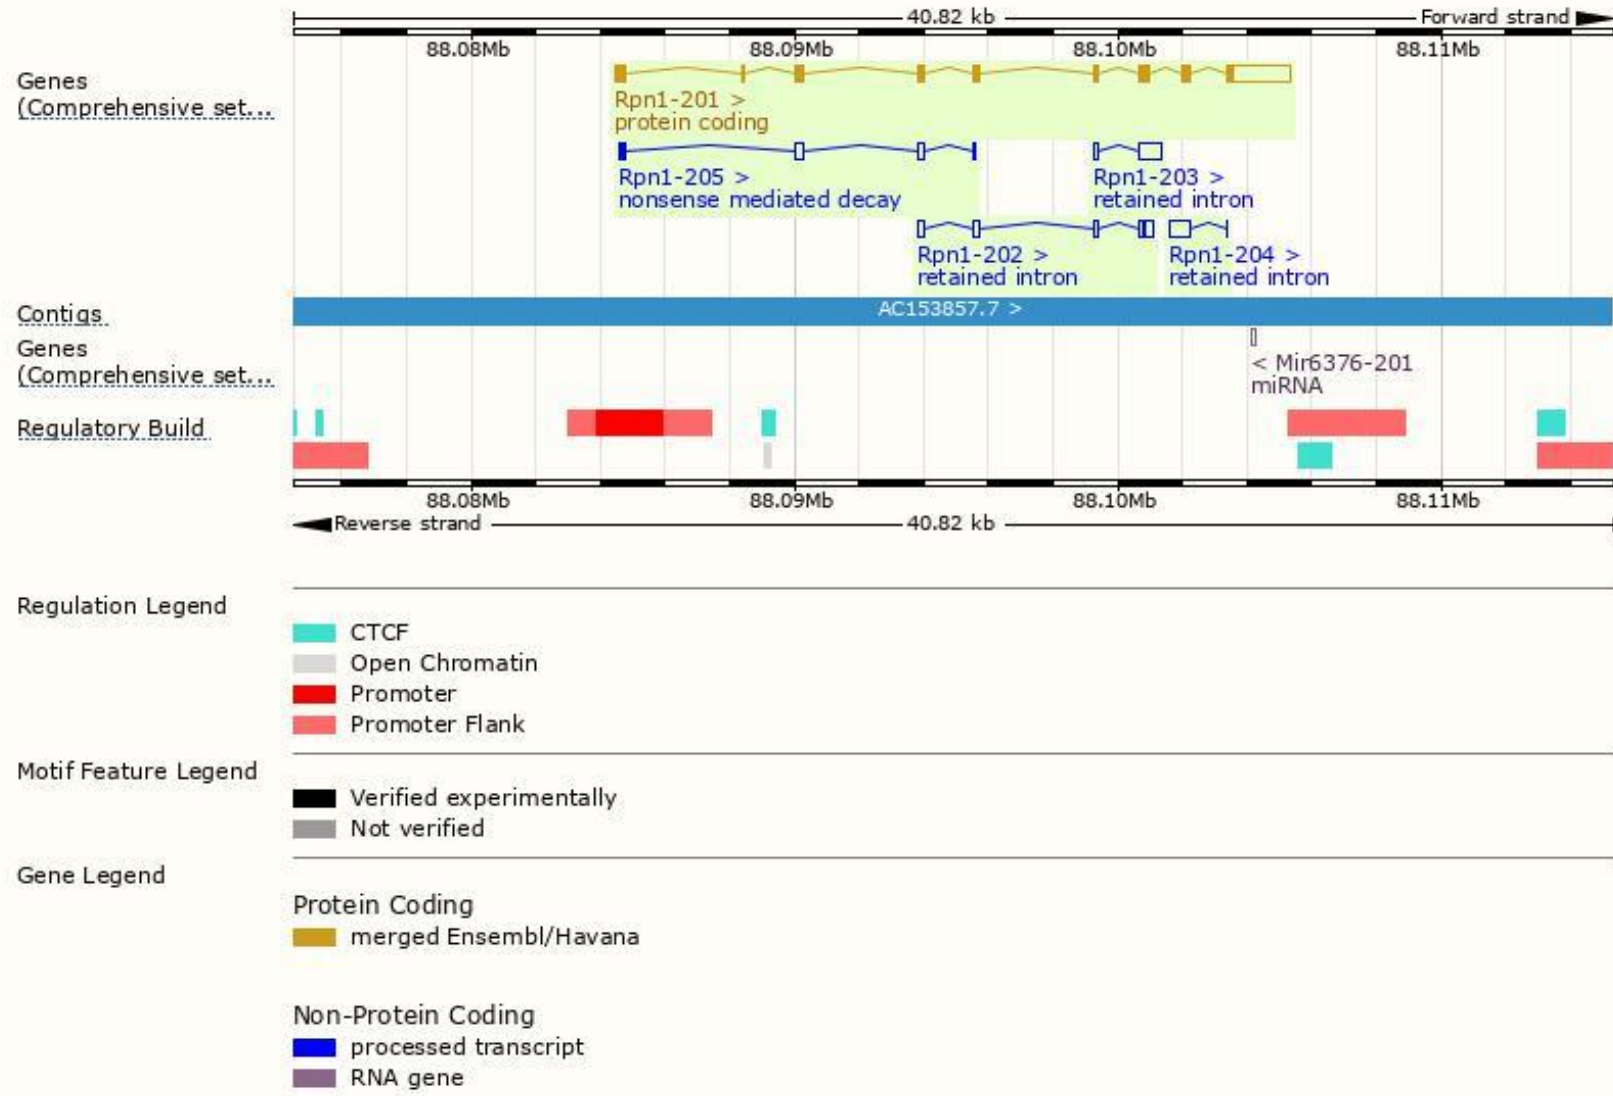 40.82 kb Forward strand
88.08Mb 88.09Mb 88.10Mb 88.11Mb
Genes
(Comprehensive set...
Rpn1-201 >
protein coding
Rpn1-205 > Rpn1-203 >
nonsense mediated decay retained intron
Rpn1-202 > Rpn1-204 >
retained intron retained intron
Contigs AC153857.7 >
Genes
(Comprehensive set...
< Mir6376-201
miRNA
Regulatory Build
88.08Mb 88.09Mb 88.10Mb 88.11Mb
Reverse strand 40.82 kb
Regulation Legend
CTCF
Open Chromatin
Promoter
Promoter Flank
Motif Feature Legend
Verified experimentally
Not verified
Gene Legend
Protein Coding
merged Ensembl/Havana
Non-Protein Coding
processed transcript
RNA gene